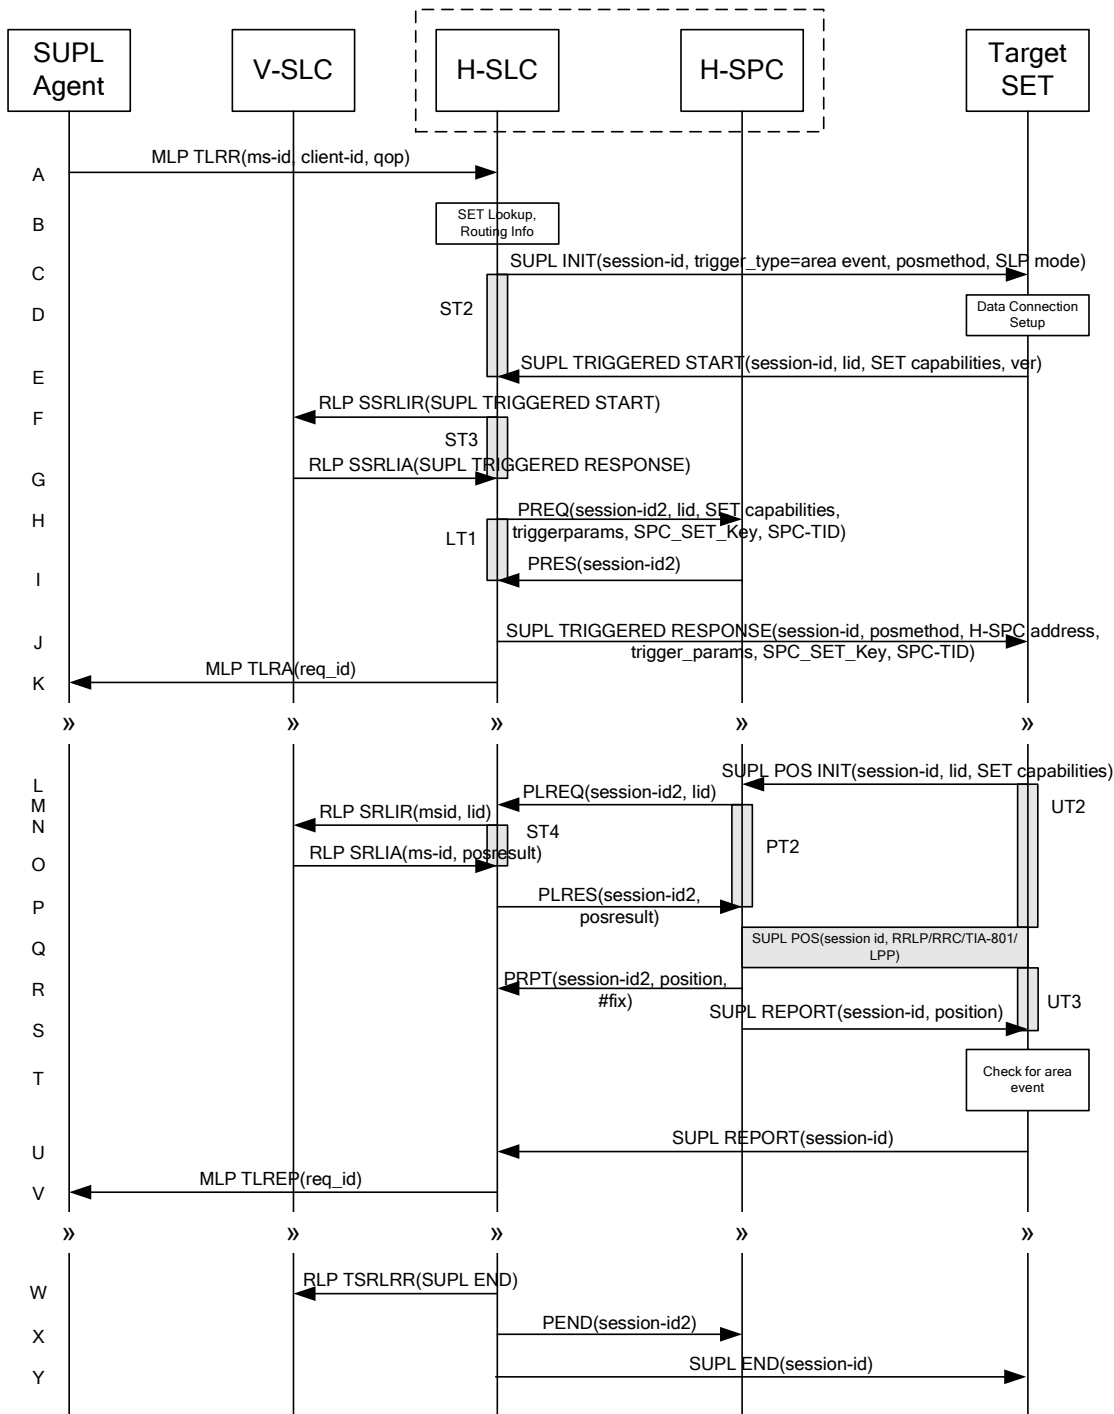 SUPL
Agent
V-SLC
H-SLC
H-SPC
Target
SET
A
MLP TLRR(ms-id, client-id, qop)
B
SET Lookup,
Routing Info
C
SUPL INIT(session-id, trigger_type=area event, posmethod, SLP mode)
D
ST2
Data Connection
Setup
E
SUPL TRIGGERED START(session-id, lid, SET capabilities, ver)
F
RLP SSRLIR(SUPL TRIGGERED START)
ST3
G
RLP SSRLIA(SUPL TRIGGERED RESPONSE)
H
PREQ(session-id2, lid, SET capabilities,
triggerparams, SPC_SET_Key, SPC-TID)
LT1
I
PRES(session-id2)
J
SUPL TRIGGERED RESPONSE(session-id, posmethod, H-SPC address,
trigger_params, SPC_SET_Key, SPC-TID)
K
MLP TLRA(req_id)
»
»
»
»
»
L
SUPL POS INIT(session-id, lid, SET capabilities)
M
PLREQ(session-id2, lid)
N
RLP SRLIR(msid, lid)
UT2
ST4
PT2
O
RLP SRLIA(ms-id, posresult)
P
PLRES(session-id2,
posresult)
Q
SUPL POS(session id, RRLP/RRC/TIA-801/
LPP)
R
PRPT(session-id2, position,
#fix)
UT3
S
SUPL REPORT(session-id, position)
T
Check for area
event
U
SUPL REPORT(session-id)
V
MLP TLREP(req_id)
»
»
»
»
»
W
RLP TSRLRR(SUPL END)
X
PEND(session-id2)
Y
SUPL END(session-id)